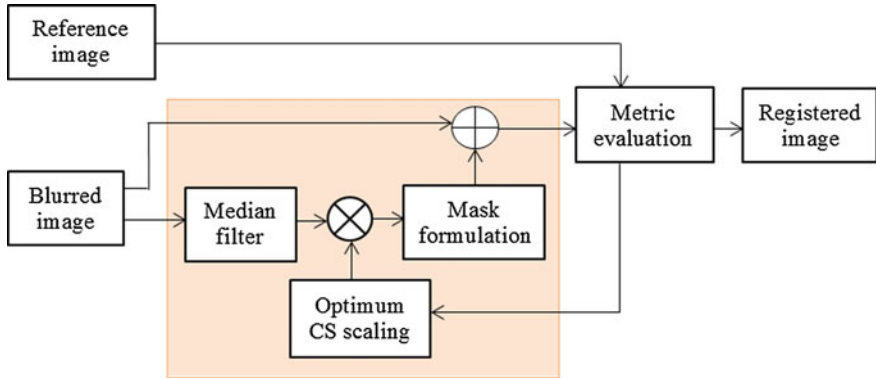 Reference
image
Metric
evaluation
Registered
image
Blurred
image
Median
filter
Mask
formulation
Optimum
CS scaling